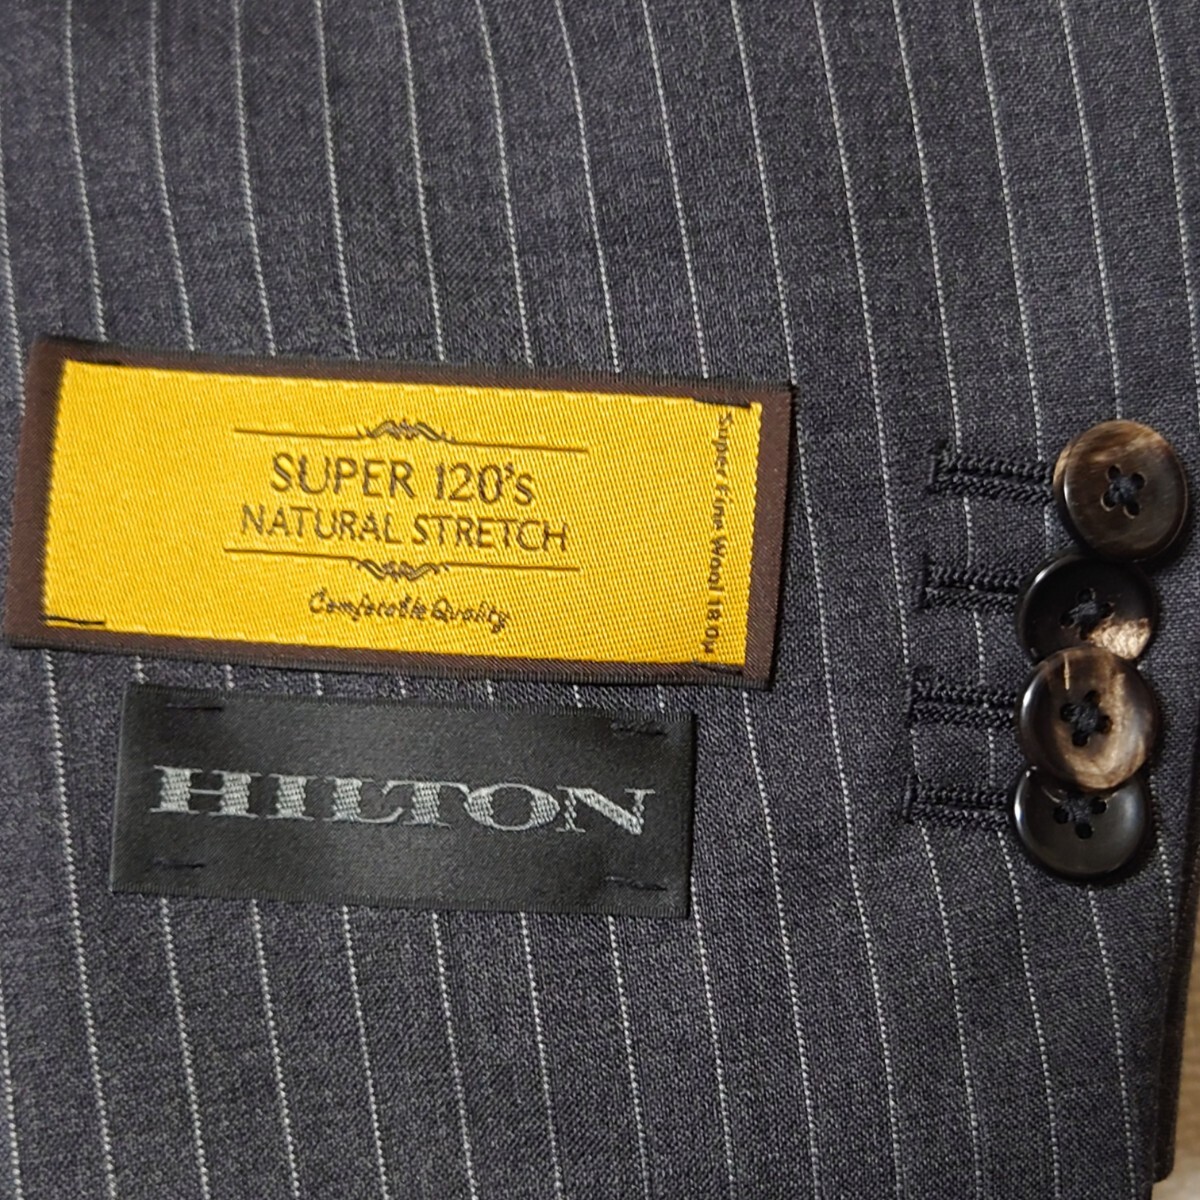 SUPER 120's
NATURAL STRETCH
Comfortable Quality
Super Fine Wool 18.0μ
HILTON